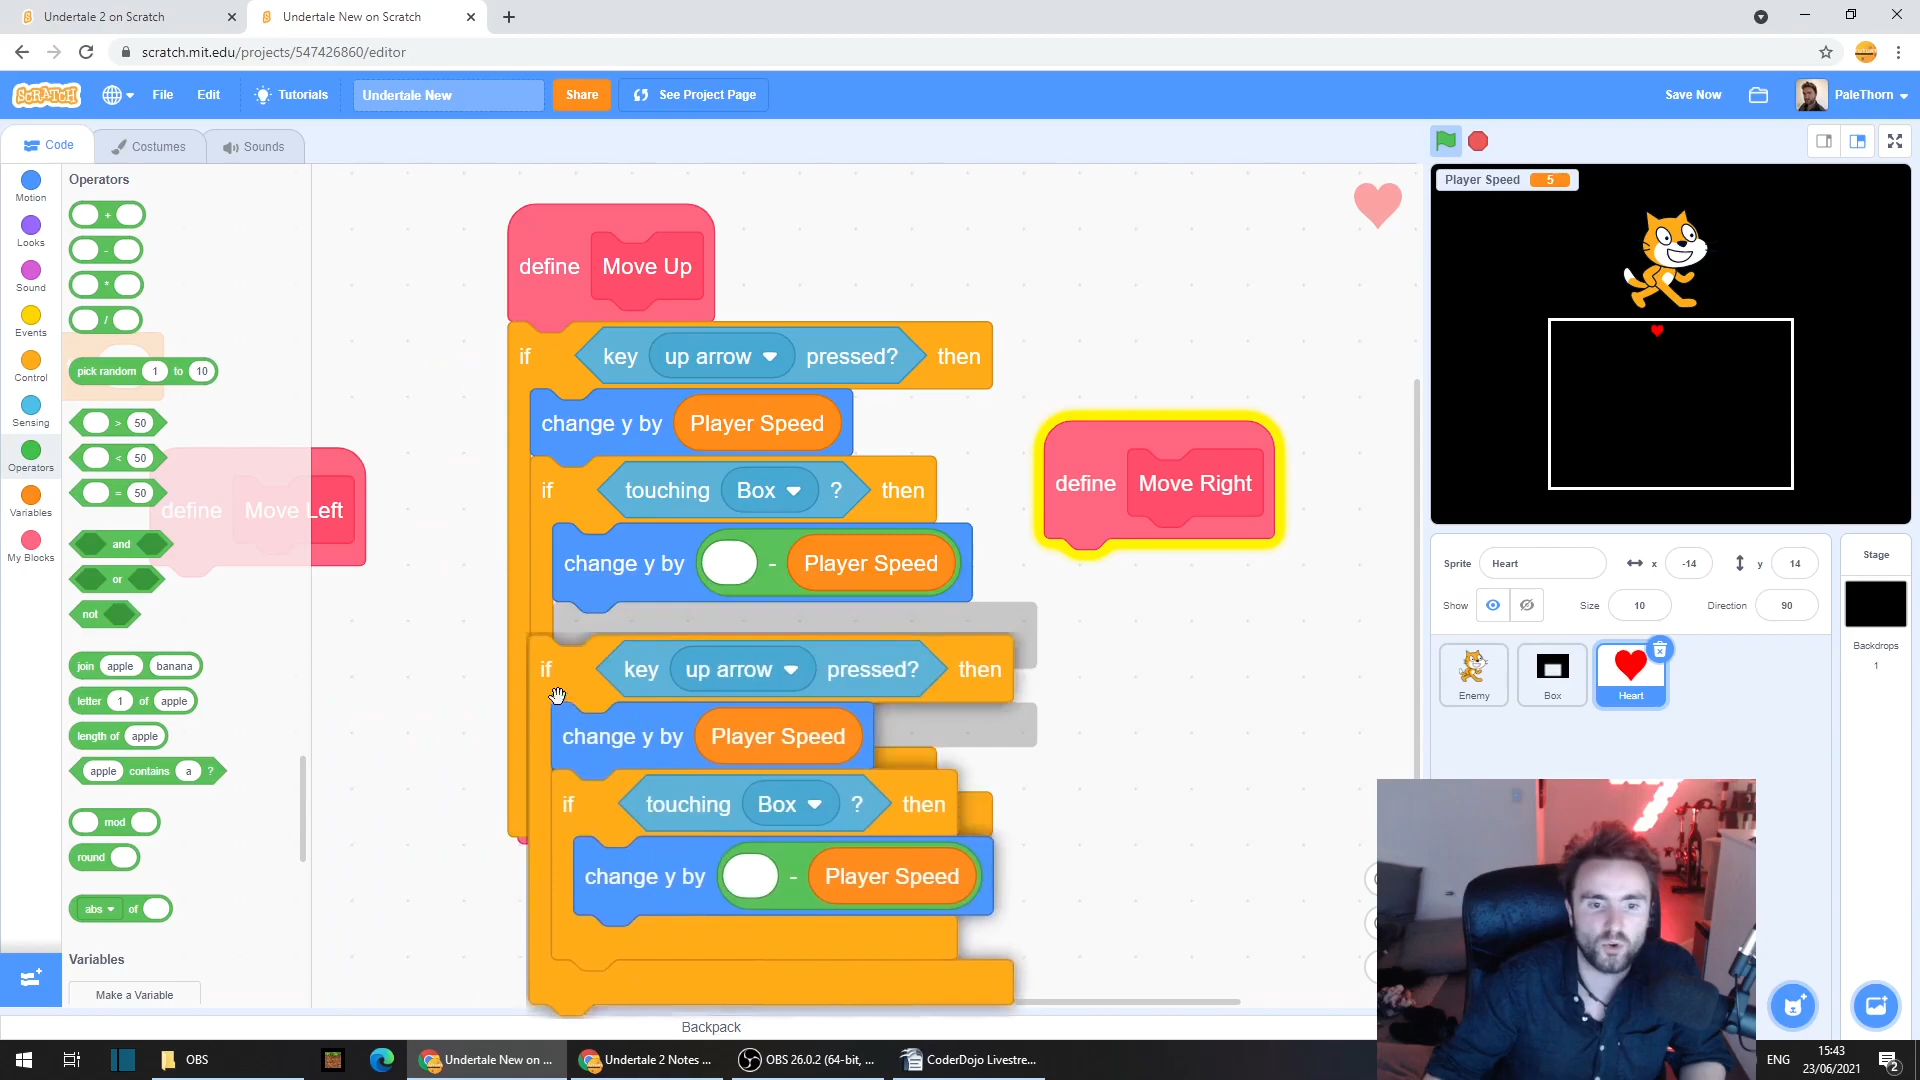 Undertale 2 on Scratch
Undertale New on Scratch
scratch.mit.edu/projects/547426860/editor
SCRATCH
File
Edit
Tutorials
Undertale New
Share
See Project Page
Save Now
PaleThorn
Code
Costumes
Sounds
Motion
Looks
Sound
Events
Control
Sensing
Operators
Variables
My Blocks
Operators
+
-
*
/
pick random 1 to 10
> 50
< 50
= 50
and
or
not
join apple banana
letter 1 of apple
length of apple
apple contains a ?
mod
round
abs of
Variables
Make a Variable
define Move Left
define Move Up
if key up arrow pressed? then
change y by Player Speed
if touching Box ? then
change y by - Player Speed
if key up arrow pressed? then
change y by Player Speed
if touching Box ? then
change y by - Player Speed
define Move Right
Backpack
Player Speed 5
Sprite Heart x -14 y 14
Show Size 10 Direction 90
Enemy
Box
Heart
Stage
Backdrops
1
OBS
Undertale New on ...
Undertale 2 Notes ...
OBS 26.0.2 (64-bit, ...
CoderDojo Livestre...
ENG
15:43
23/06/2021
2